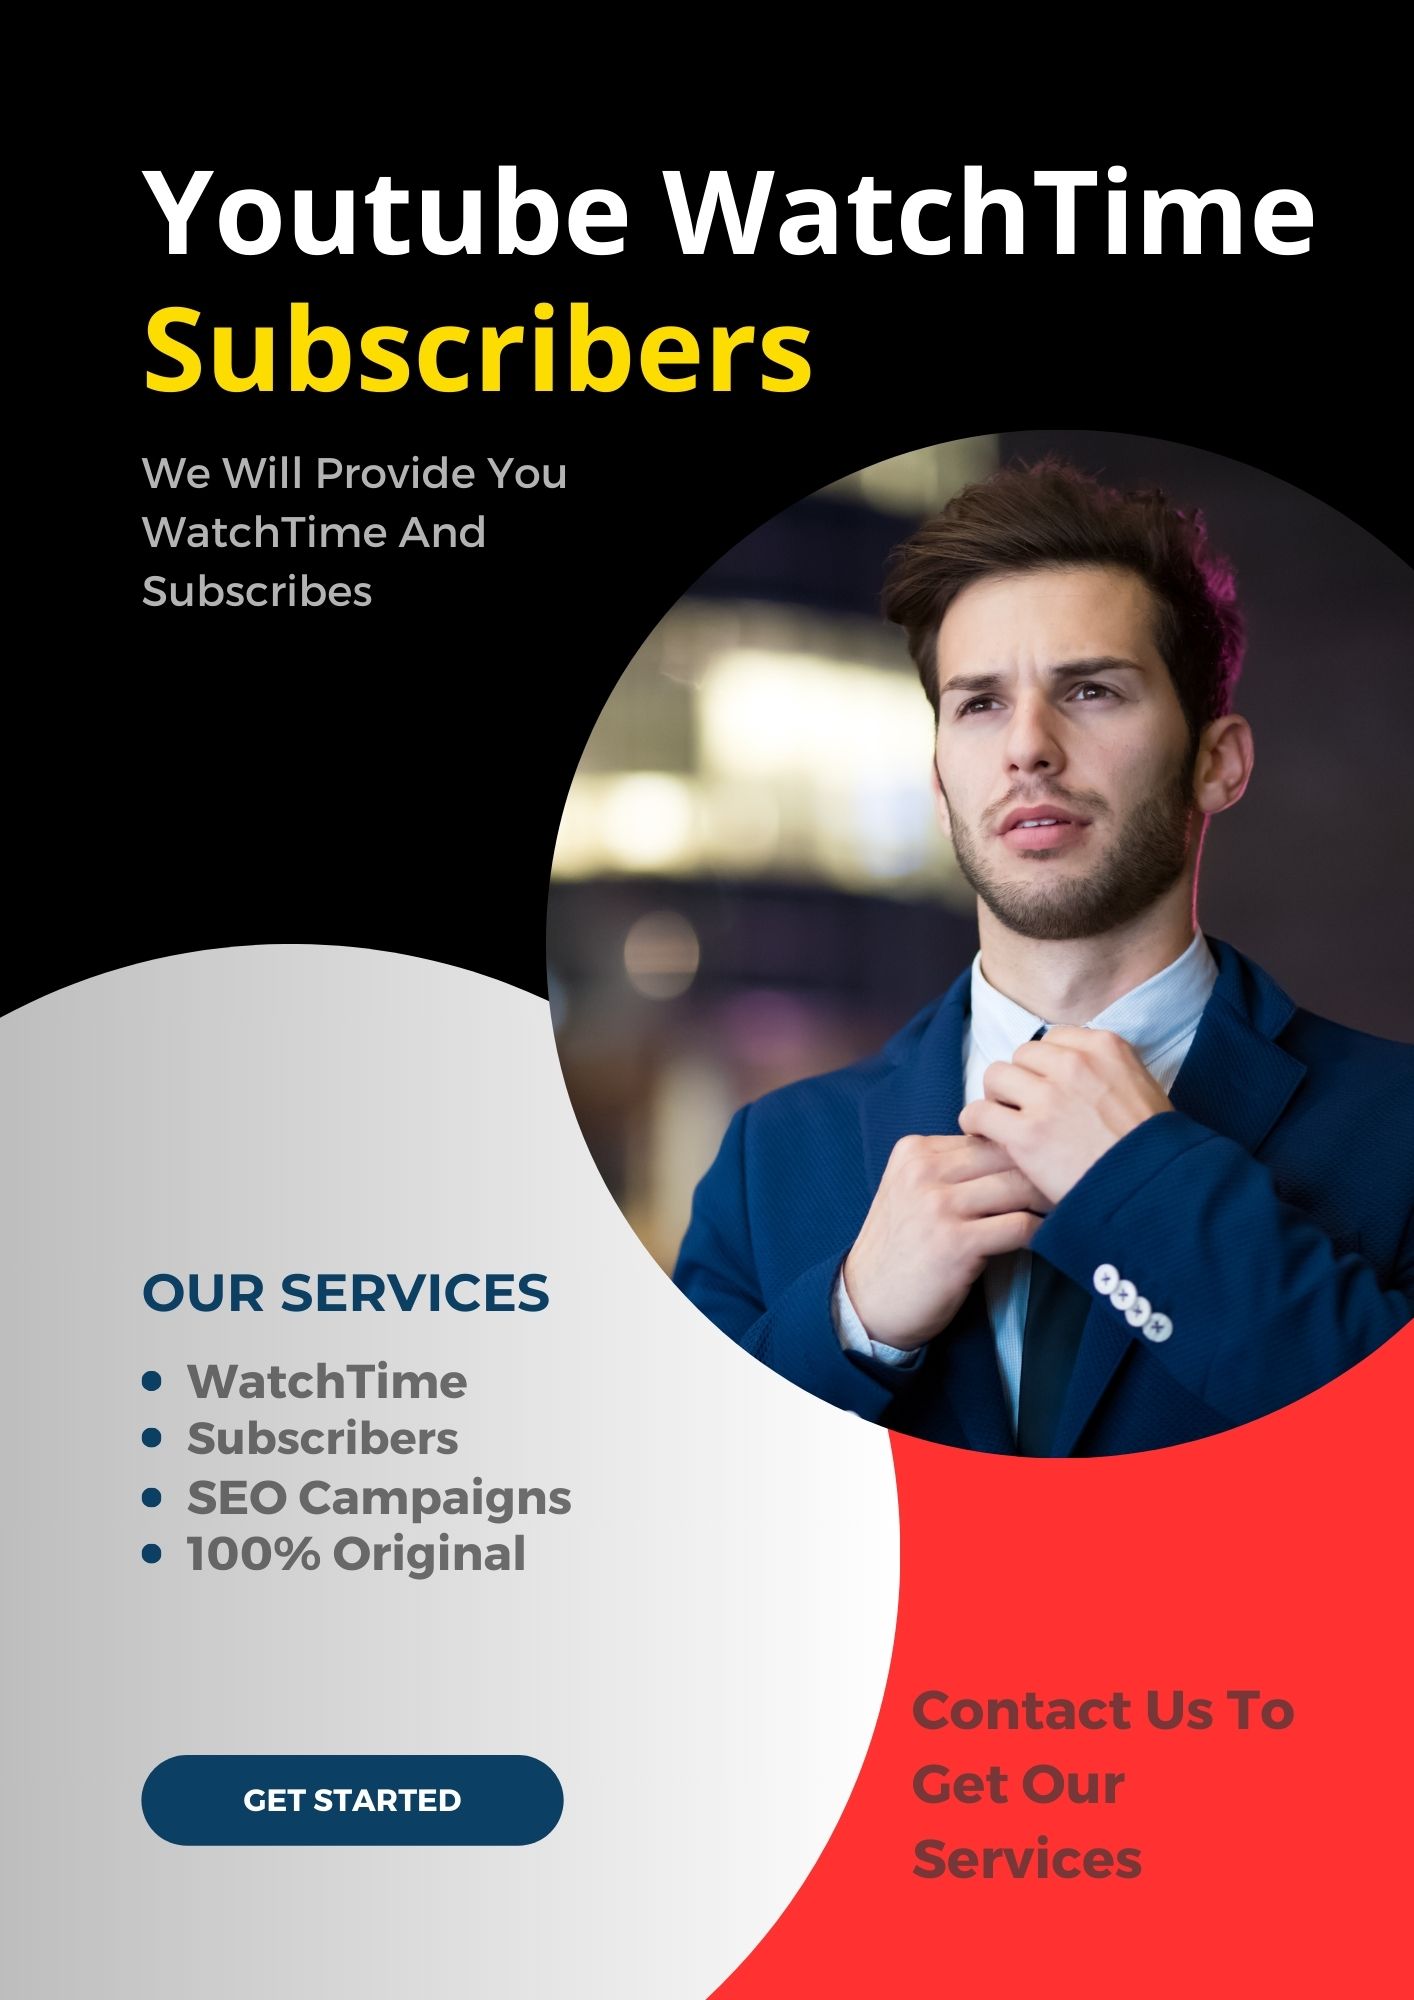 Youtube WatchTime
Subscribers
We Will Provide You
WatchTime And
Subscribes
OUR SERVICES
• WatchTime
• Subscribers
• SEO Campaigns
• 100% Original
GET STARTED
Contact Us To
Get Our
Services